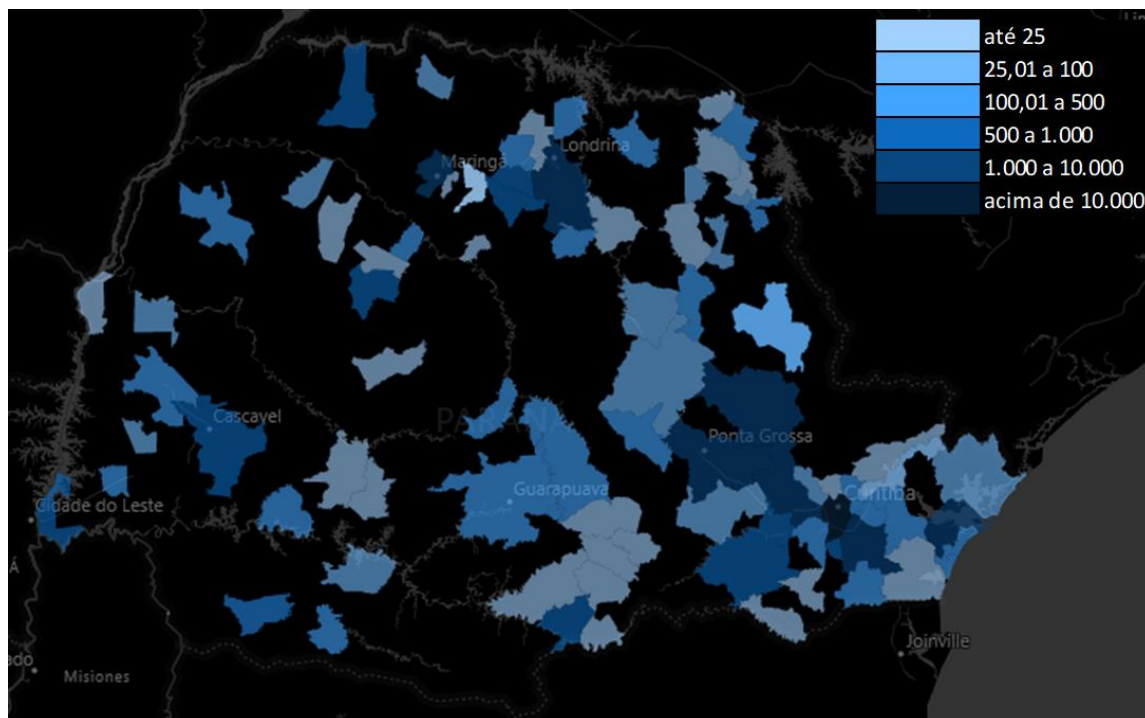 até 25
25,01 a 100
100,01 a 500
500 a 1.000
1.000 a 10.000
acima de 10.000
Londrina
Maringá
PARANÁ
Cascavel
Ponta Grossa
Guarapuava
Curitiba
Cidade do Leste
Joinville
Misiones